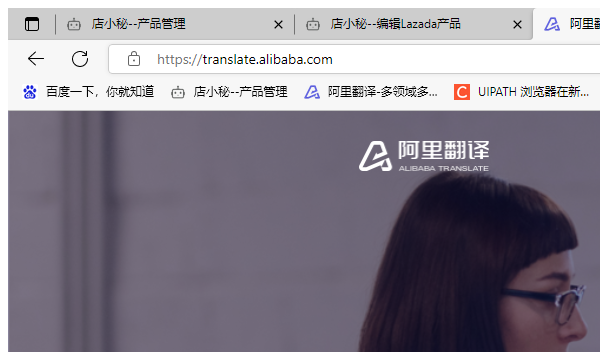 店小秘--产品管理
店小秘--编辑Lazada产品
阿里
https://translate.alibaba.com
百度一下，你就知道
店小秘--产品管理
阿里翻译-多领域多...
UIPATH 浏览器在新...
阿里翻译
ALIBABA TRANSLATE